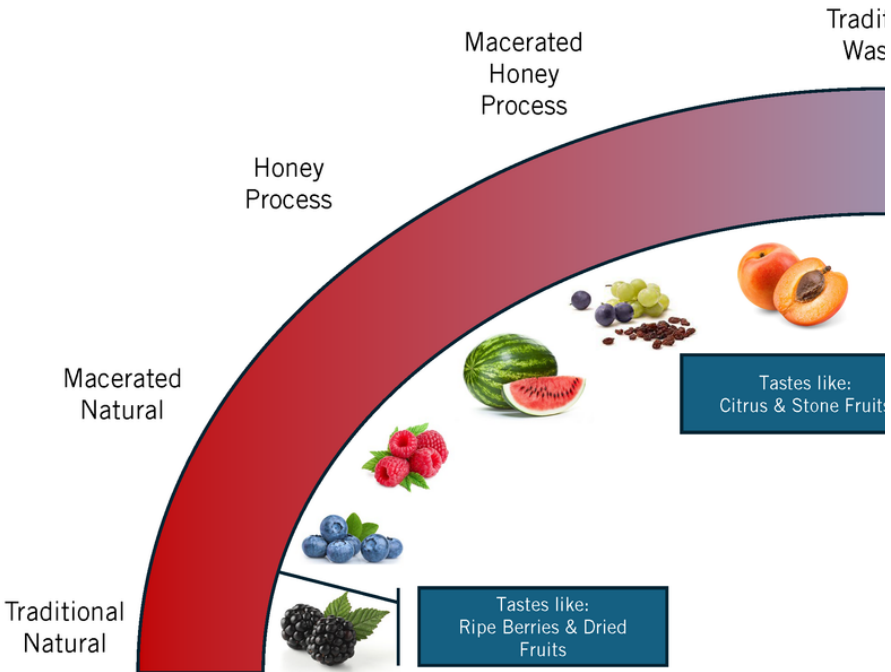 Macerated
Honey
Process
Honey
Process
Macerated
Natural
Tastes like:
Citrus & Stone Fruits
Traditional
Natural
Tastes like:
Ripe Berries & Dried
Fruits